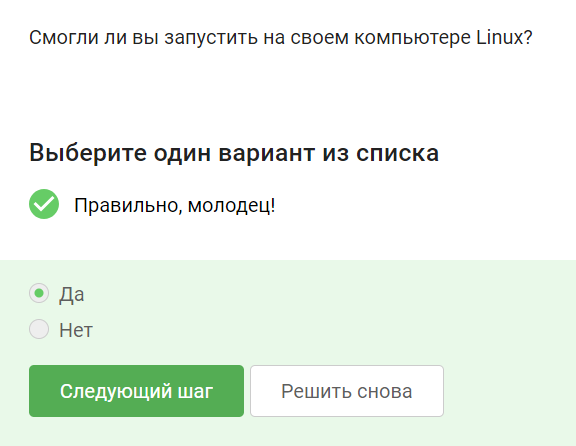 Смогли ли вы запустить на своем компьютере Linux?
Выберите один вариант из списка
Правильно, молодец!
Да
Нет
Следующий шаг
Решить снова